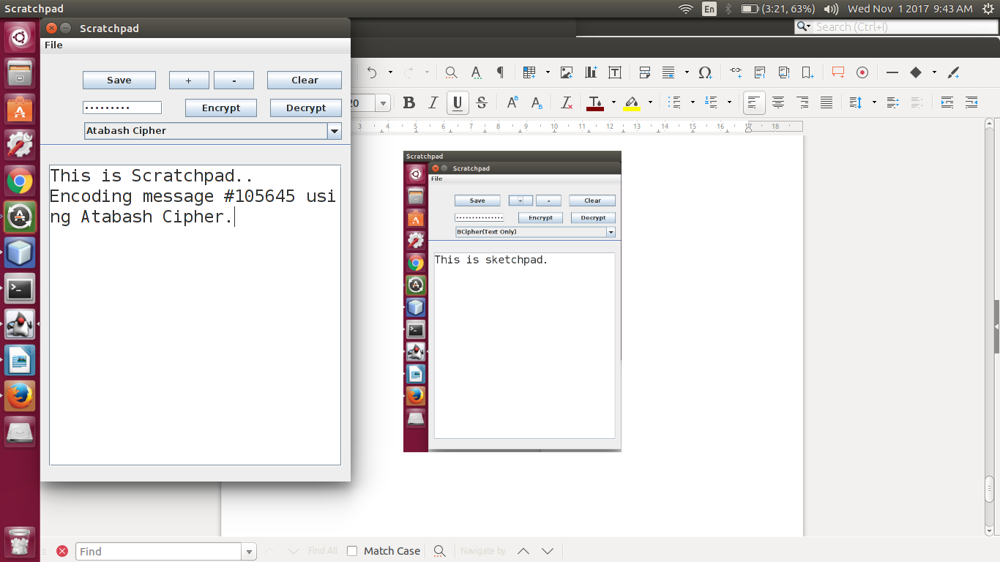 Scratchpad
En
(3:21, 63%)
Wed Nov 1 2017 9:43 AM
Scratchpad
File
Save
+
-
Clear
•••••••••
Encrypt
Decrypt
Atabash Cipher
This is Scratchpad..
Encoding message #105645 usi
ng Atabash Cipher.
Search (Ctrl+I)
20
3 4 5 6 7 8 9 10 11 12 13 14 15 16 17 18
Scratchpad
Scratchpad
File
Save
+
-
Clear
Encrypt
Decrypt
BCipher(Text Only)
This is sketchpad.
Find
Find All
Match Case
Navigate by